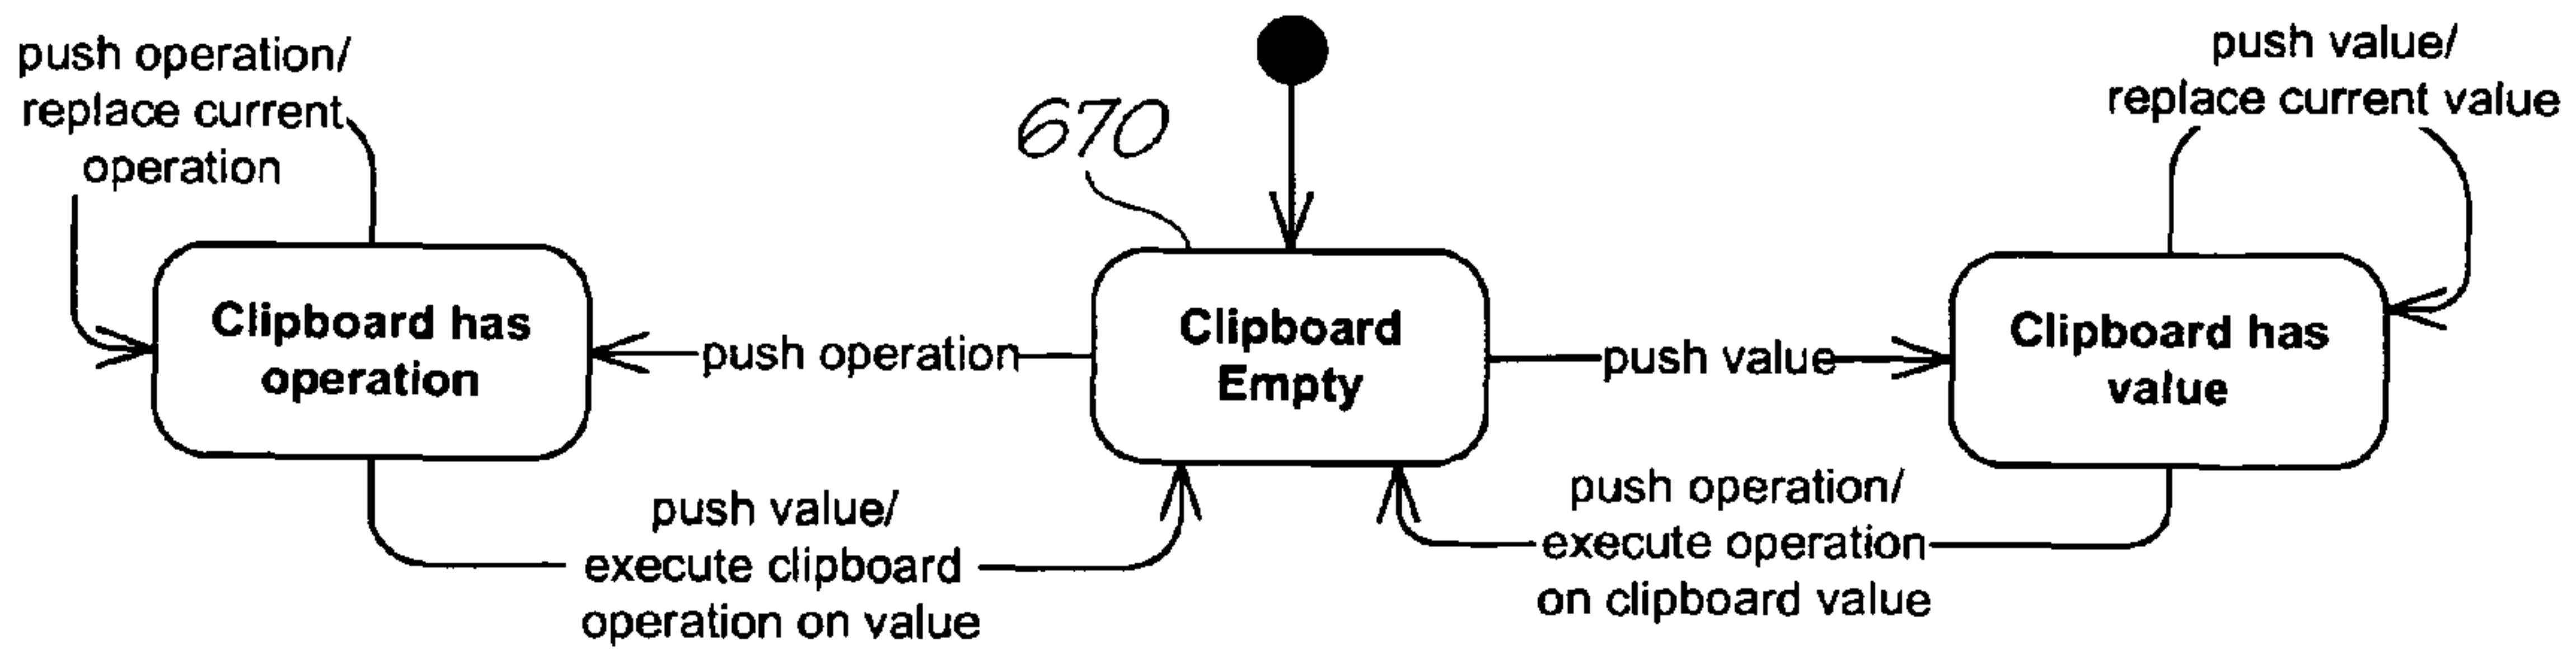 push operation/
replace current
operation
670
push value/
replace current value
Clipboard has
operation
push operation
Clipboard
Empty
push value
Clipboard has
value
push value/
execute clipboard
operation on value
push operation/
execute operation
on clipboard value